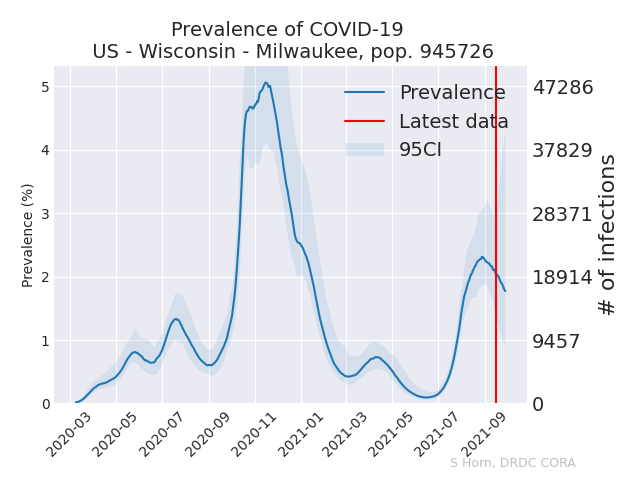 Prevalence of COVID-19
US - Wisconsin - Milwaukee, pop. 945726
Prevalence
Latest data
95CI
Prevalence (%)
5
4
3
2
1
0
47286
37829
28371
18914
9457
0
# of infections
2020-03
2020-05
2020-07
2020-09
2020-11
2021-01
2021-03
2021-05
2021-07
2021-09
S Horn, DRDC CORA